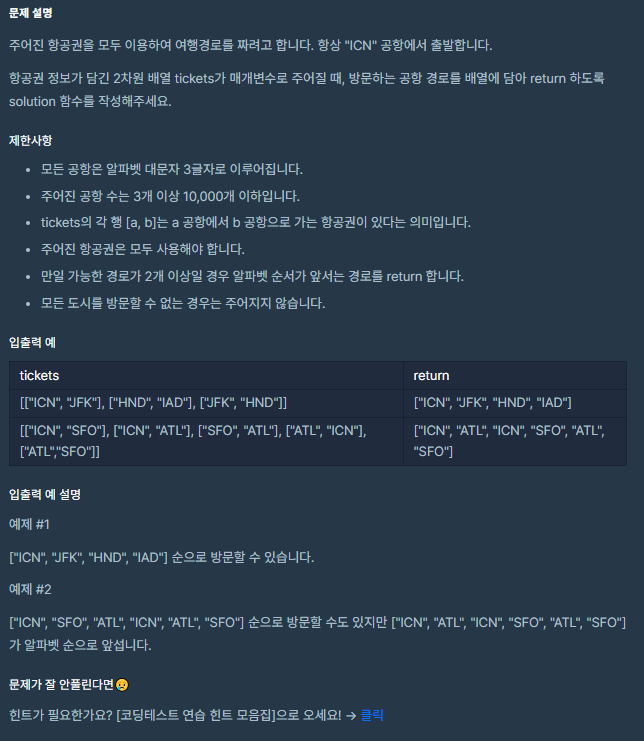 문제 설명
주어진 항공권을 모두 이용하여 여행경로를 짜려고 합니다. 항상 "ICN" 공항에서 출발합니다.
항공권 정보가 담긴 2차원 배열 tickets가 매개변수로 주어질 때, 방문하는 공항 경로를 배열에 담아 return 하도록
solution 함수를 작성해주세요.
제한사항
• 모든 공항은 알파벳 대문자 3글자로 이루어집니다.
• 주어진 공항 수는 3개 이상 10,000개 이하입니다.
• tickets의 각 행 [a, b]는 a 공항에서 b 공항으로 가는 항공권이 있다는 의미입니다.
• 주어진 항공권은 모두 사용해야 합니다.
• 만일 가능한 경로가 2개 이상일 경우 알파벳 순서가 앞서는 경로를 return 합니다.
• 모든 도시를 방문할 수 없는 경우는 주어지지 않습니다.
입출력 예
tickets return
[["ICN", "JFK"], ["HND", "IAD"], ["JFK", "HND"]] ["ICN", "JFK", "HND", "IAD"]
[["ICN", "SFO"], ["ICN", "ATL"], ["SFO", "ATL"], ["ATL", "ICN"], ["ICN", "ATL", "ICN", "SFO", "ATL",
["ATL","SFO"]] "SFO"]
입출력 예 설명
예제 #1
["ICN", "JFK", "HND", "IAD"] 순으로 방문할 수 있습니다.
예제 #2
["ICN", "SFO", "ATL", "ICN", "ATL", "SFO"] 순으로 방문할 수도 있지만 ["ICN", "ATL", "ICN", "SFO", "ATL", "SFO"]
가 알파벳 순으로 앞섭니다.
문제가 잘 안풀린다면😢
힌트가 필요한가요? [코딩테스트 연습 힌트 모음집]으로 오세요! → 클릭